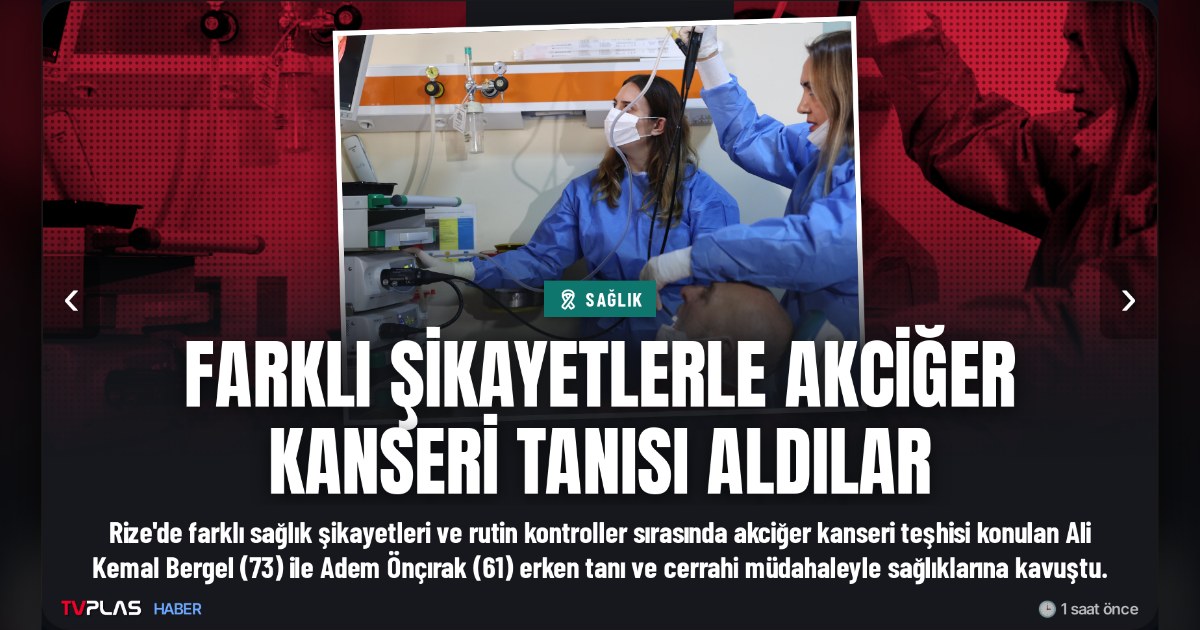 SAĞLIK
FARKLI ŞİKAYETLERLE AKCİĞER
KANSERİ TANISI ALDILAR
Rize'de farklı sağlık şikayetleri ve rutin kontroller sırasında akciğer kanseri teşhisi konulan Ali
Kemal Bergel (73) ile Adem Önçırak (61) erken tanı ve cerrahi müdahaleyle sağlıklarına kavuştu.
TVPLAS HABER
1 saat önce